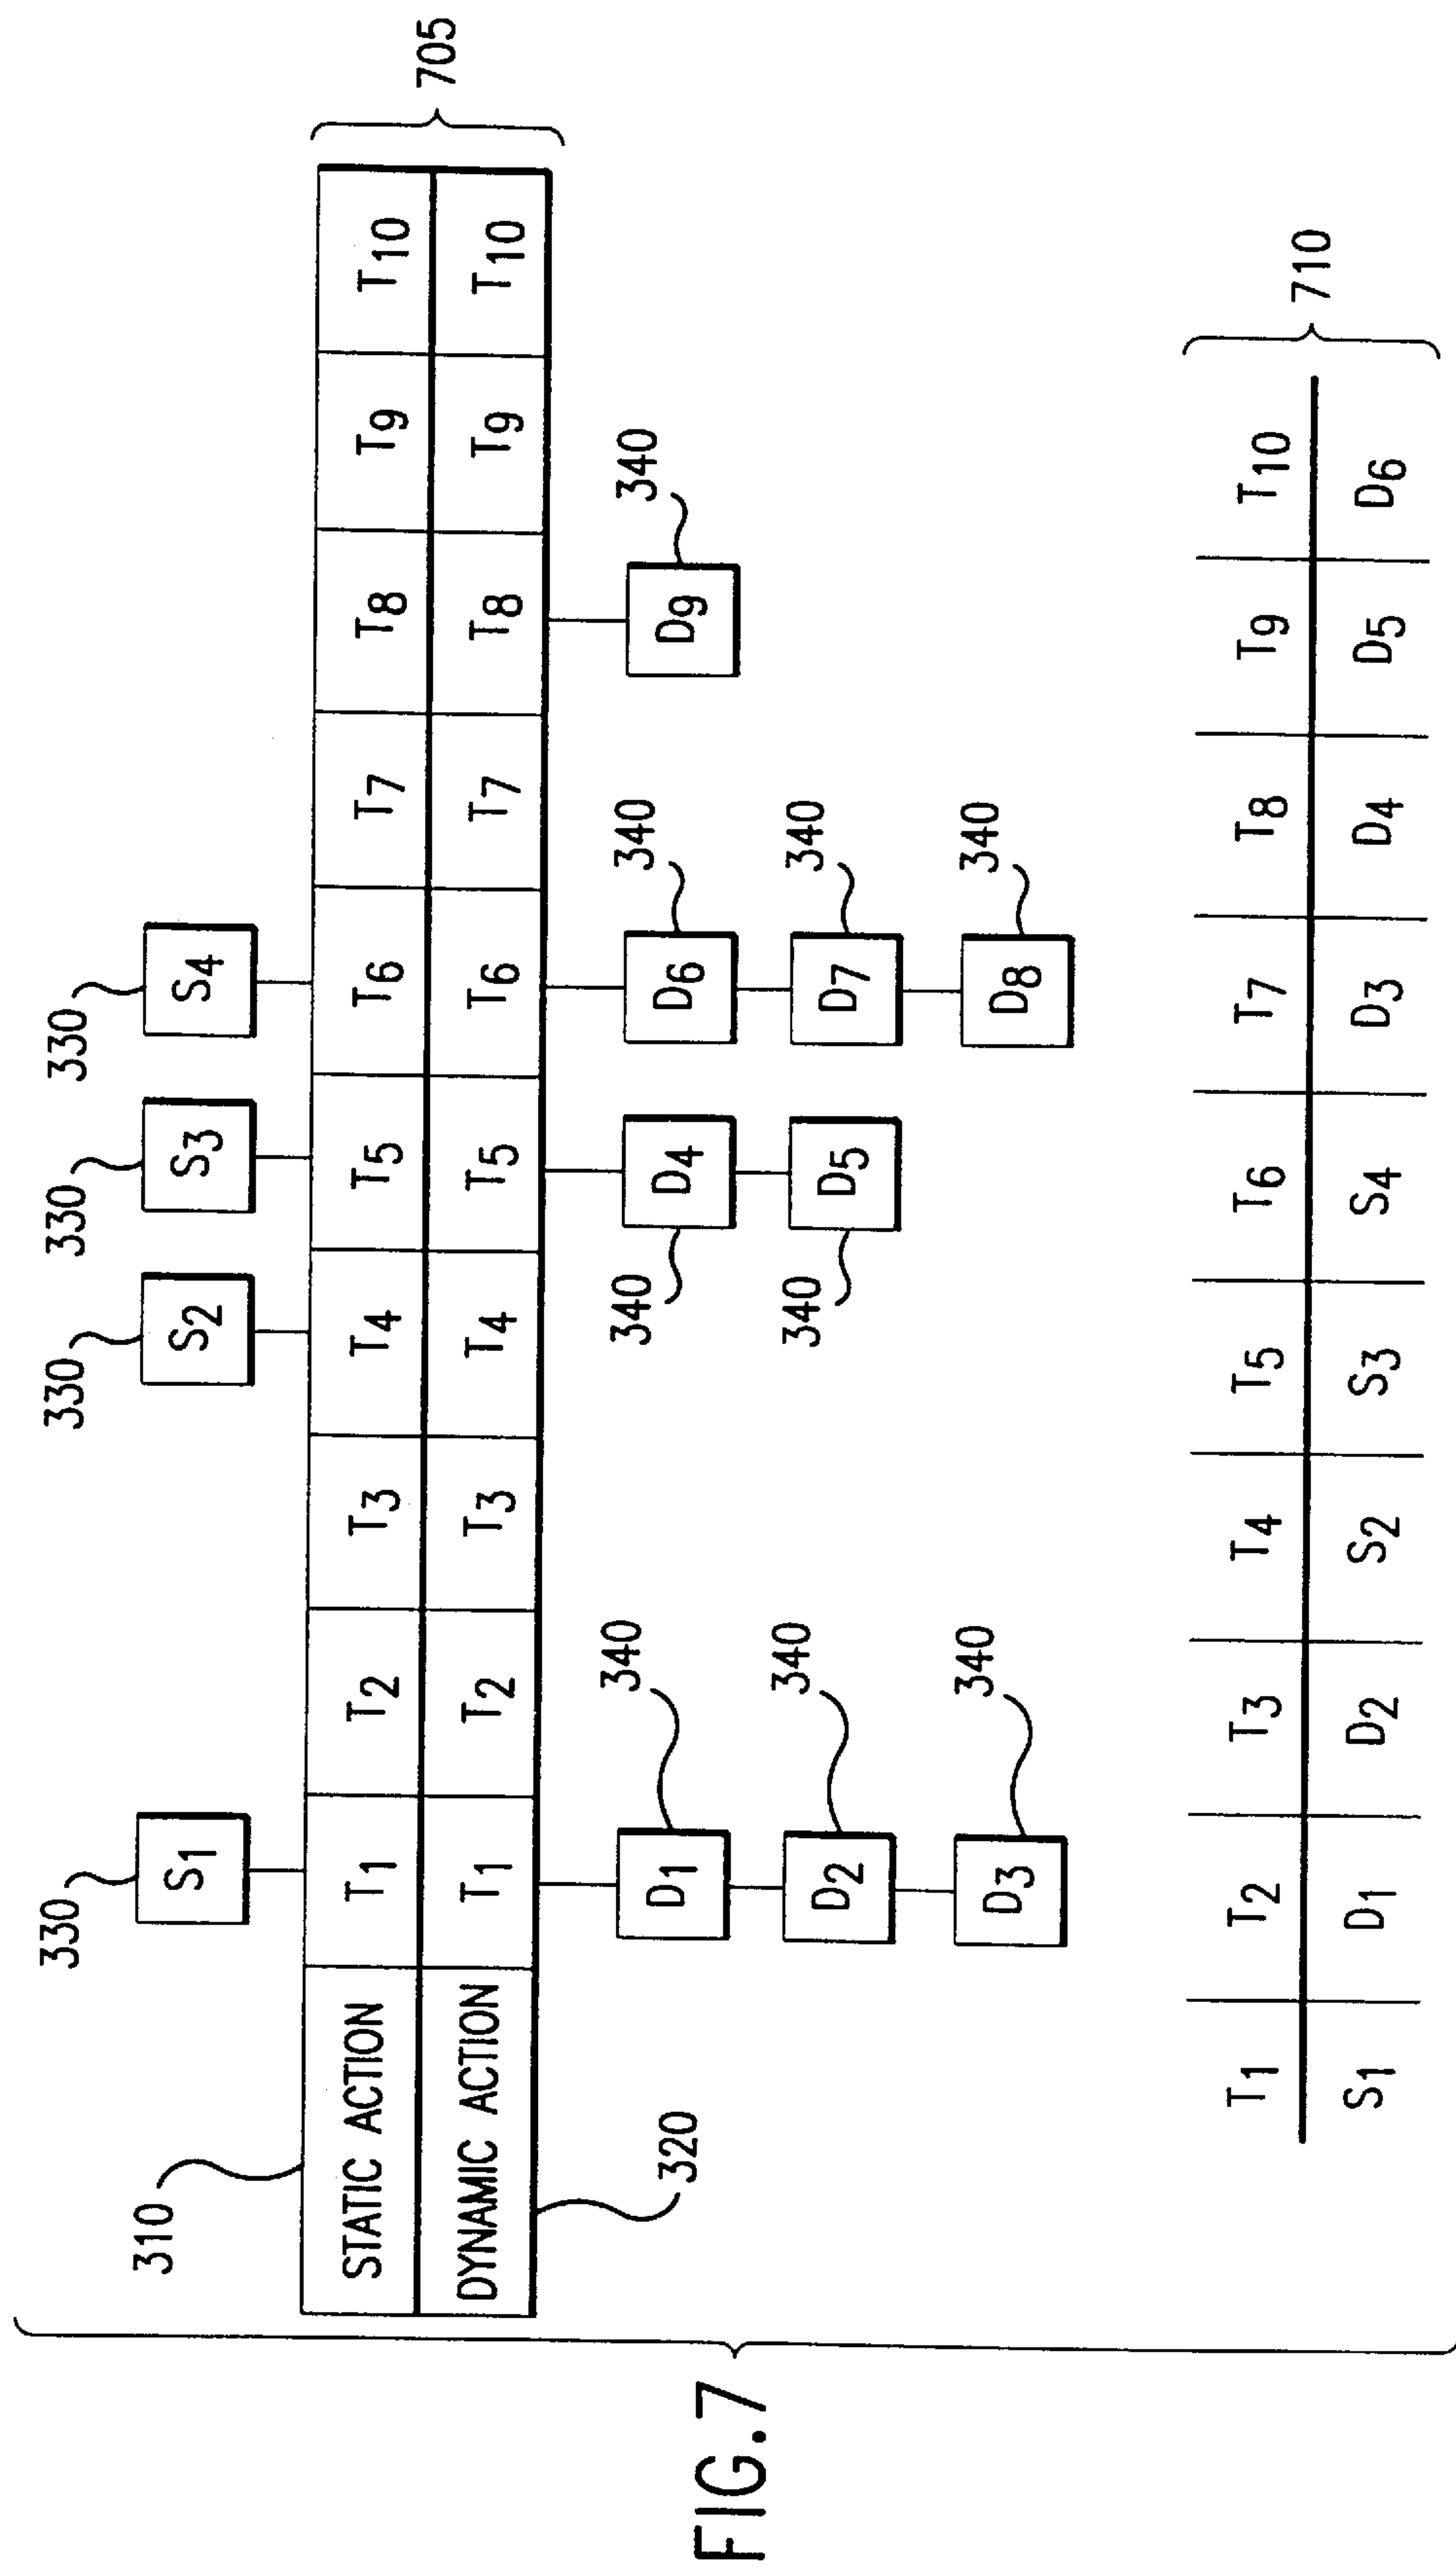 330 330 330 330
S1 S2 S3 S4
310
STATIC ACTION T1 T2 T3 T4 T5 T6 T7 T8 T9 T10
705
DYNAMIC ACTION T1 T2 T3 T4 T5 T6 T7 T8 T9 T10
320
340 340 340 340
D1 D4 D6 D9
340 340 340
D2 D5 D7
340 340
D3 D8
T1 T2 T3 T4 T5 T6 T7 T8 T9 T10
710
S1 D1 D2 S2 S3 S4 D3 D4 D5 D6
FIG.7